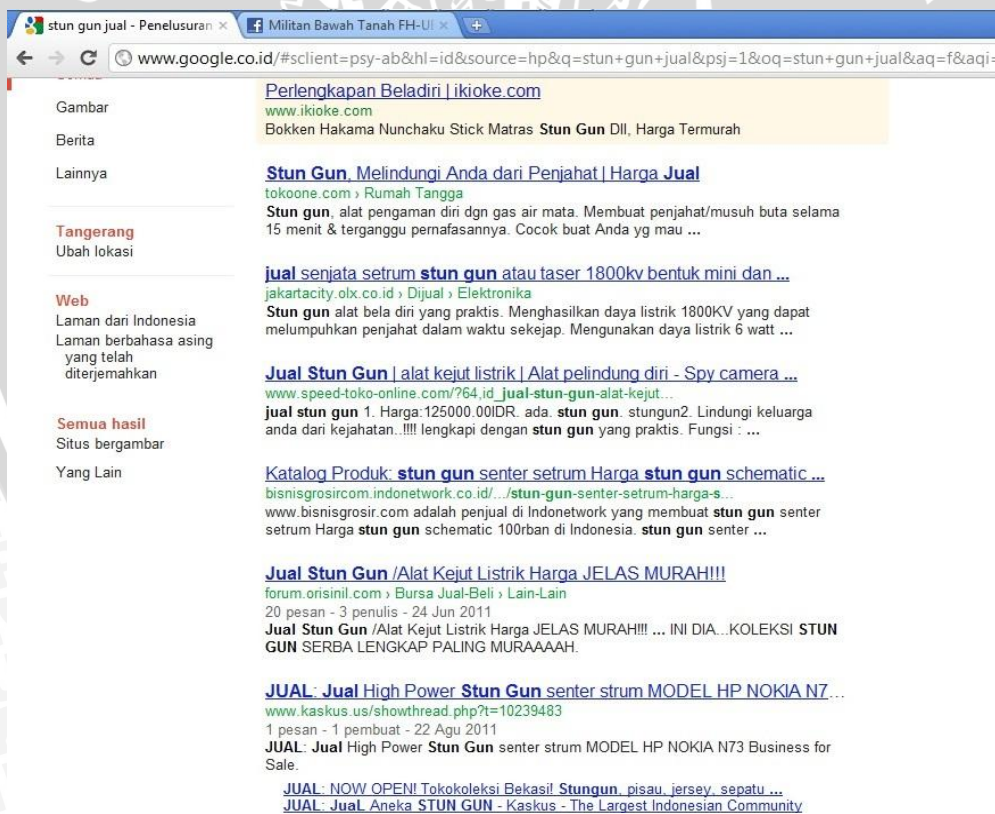 stun gun jual - Penelusuran
Militan Bawah Tanah FH-U
www.google.co.id/#sclient=psy-ab&hl=id&source=hp&q=stun+gun+jual&psj=1&oq=stun+gun+jual&aq=f&aqi=
Gambar
Berita
Lainnya
Tangerang
Ubah lokasi
Web
Laman dari Indonesia
Laman berbahasa asing
yang telah
diterjemahkan
Semua hasil
Situs bergambar
Yang Lain
Perlengkapan Beladiri | ikioke.com
www.ikioke.com
Bokken Hakama Nunchaku Stick Matras Stun Gun Dll, Harga Termurah
Stun Gun, Melindungi Anda dari Penjahat | Harga Jual
tokoone.com › Rumah Tangga
Stun gun, alat pengaman diri dgn gas air mata. Membuat penjahat/musuh buta selama
15 menit & terganggu pernafasannya. Cocok buat Anda yg mau ...
jual senjata setrum stun gun atau taser 1800kv bentuk mini dan ...
jakartacity.olx.co.id › Dijual › Elektronika
Stun gun alat bela diri yang praktis. Menghasilkan daya listrik 1800KV yang dapat
melumpuhkan penjahat dalam waktu sekejap. Mengunakan daya listrik 6 watt ...
Jual Stun Gun | alat kejut listrik | Alat pelindung diri - Spy camera ...
www.speed-toko-online.com/?64,id_jual-stun-gun-alat-kejut...
jual stun gun 1. Harga:125000.00IDR. ada. stun gun. stungun2. Lindungi keluarga
anda dari kejahatan..!!!! lengkapi dengan stun gun yang praktis. Fungsi : ...
Katalog Produk: stun gun senter setrum Harga stun gun schematic ...
bisnisgrosircom.indonetwork.co.id/.../stun-gun-senter-setrum-harga-s...
www.bisnisgrosir.com adalah penjual di Indonetwork yang membuat stun gun senter
setrum Harga stun gun schematic 100rban di Indonesia. stun gun senter ...
Jual Stun Gun /Alat Kejut Listrik Harga JELAS MURAH!!!
forum.orisinil.com › Bursa Jual-Beli › Lain-Lain
20 pesan - 3 penulis - 24 Jun 2011
Jual Stun Gun /Alat Kejut Listrik Harga JELAS MURAH!!! ... INI DIA...KOLEKSI STUN
GUN SERBA LENGKAP PALING MURAAAAH.
JUAL: Jual High Power Stun Gun senter strum MODEL HP NOKIA N7...
www.kaskus.us/showthread.php?t=10239483
1 pesan - 1 pembuat - 22 Agu 2011
JUAL: Jual High Power Stun Gun senter strum MODEL HP NOKIA N73 Business for
Sale.
JUAL: NOW OPEN! Tokokoleksi Bekasi! Stungun, pisau, jersey, sepatu ...
JUAL: JuaL Aneka STUN GUN - Kaskus - The Largest Indonesian Community